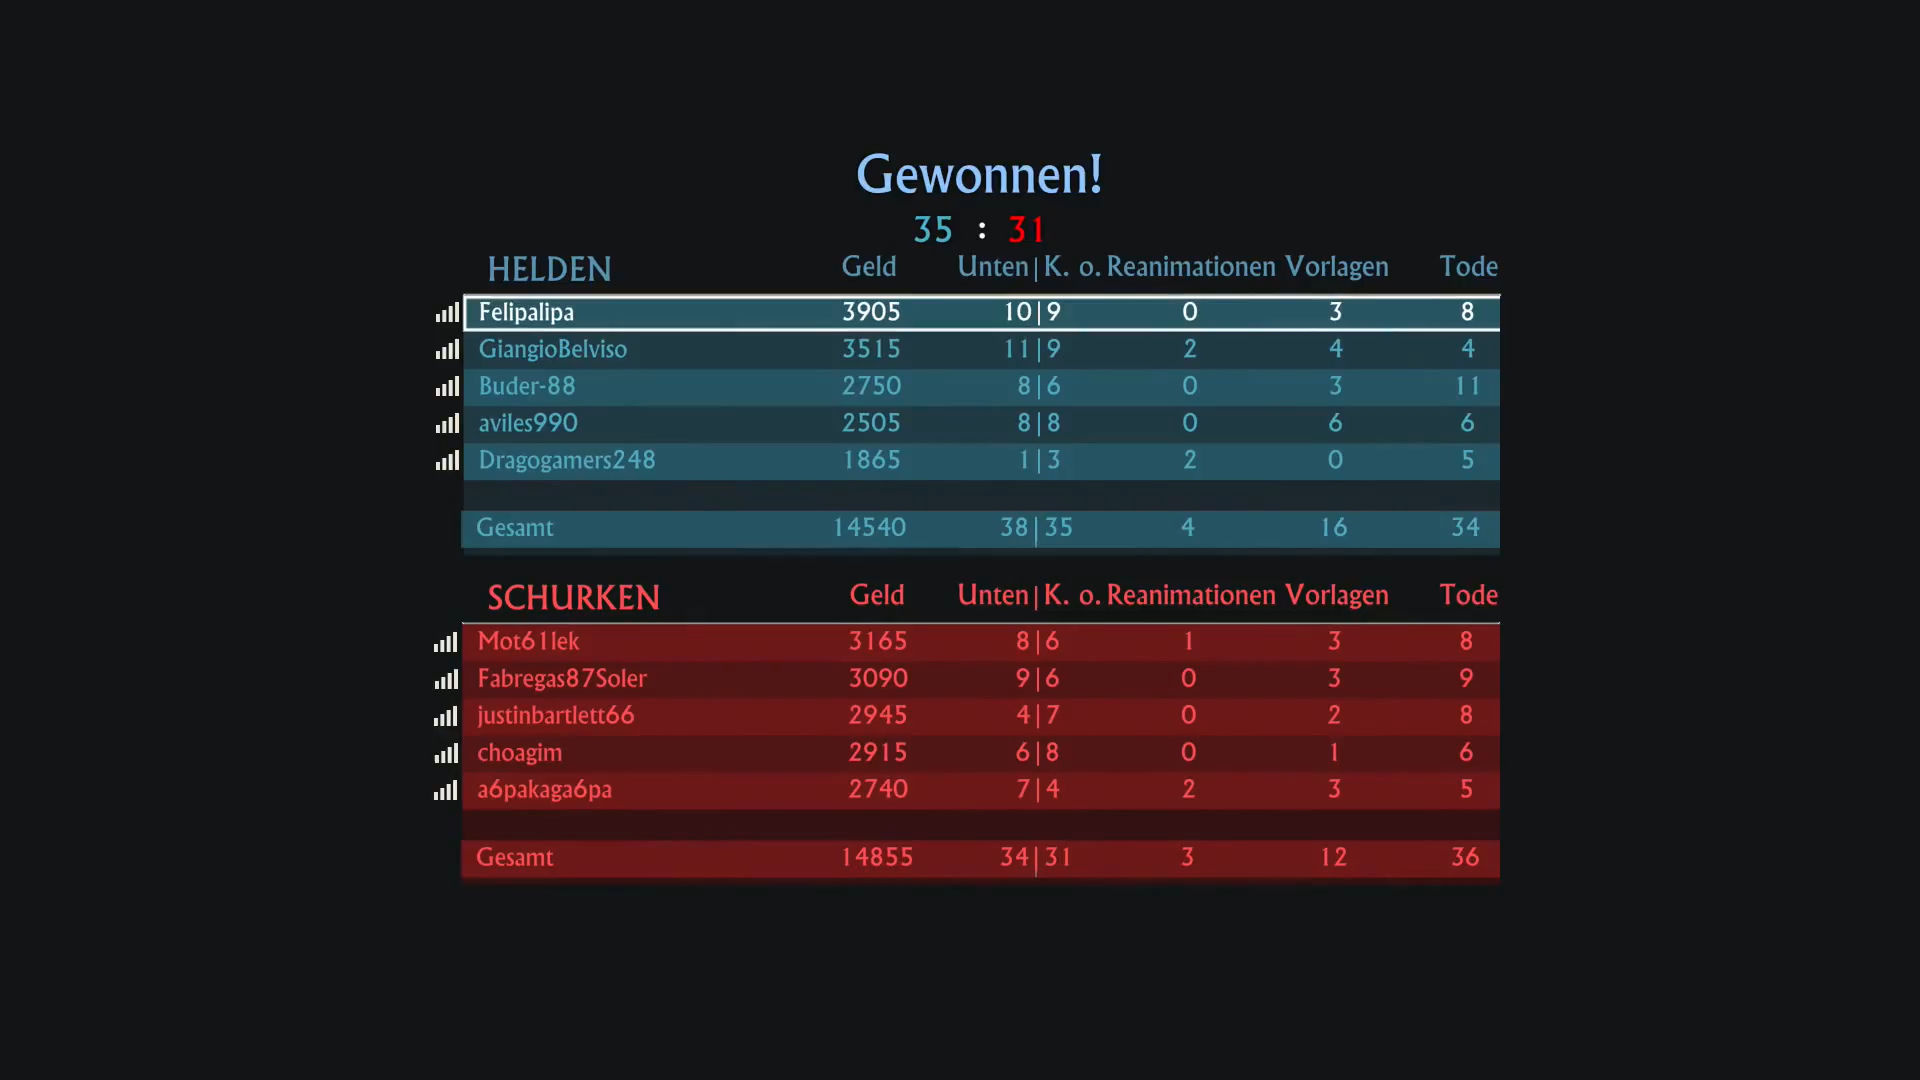 Gewonnen!
35 : 31
HELDEN Geld Unten|K. o. Reanimationen Vorlagen Tode
Felipalipa 3905 10|9 0 3 8
GiangioBelviso 3515 11|9 2 4 4
Buder-88 2750 8|6 0 3 11
aviles990 2505 8|8 0 6 6
Dragogamers248 1865 1|3 2 0 5
Gesamt 14540 38|35 4 16 34
SCHURKEN Geld Unten|K. o. Reanimationen Vorlagen Tode
Mot61lek 3165 8|6 1 3 8
Fabregas87Soler 3090 9|6 0 3 9
justinbartlett66 2945 4|7 0 2 8
choagim 2915 6|8 0 1 6
a6pakaga6pa 2740 7|4 2 3 5
Gesamt 14855 34|31 3 12 36